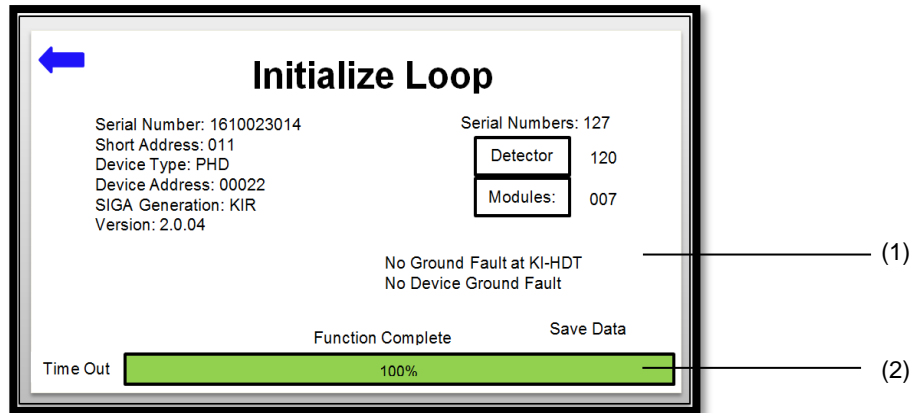 Initialize Loop
Serial Number: 1610023014
Short Address: 011
Device Type: PHD
Device Address: 00022
SIGA Generation: KIR
Version: 2.0.04
Serial Numbers: 127
Detector 120
Modules: 007
No Ground Fault at KI-HDT
No Device Ground Fault
(1)
Function Complete
Save Data
Time Out
100%
(2)